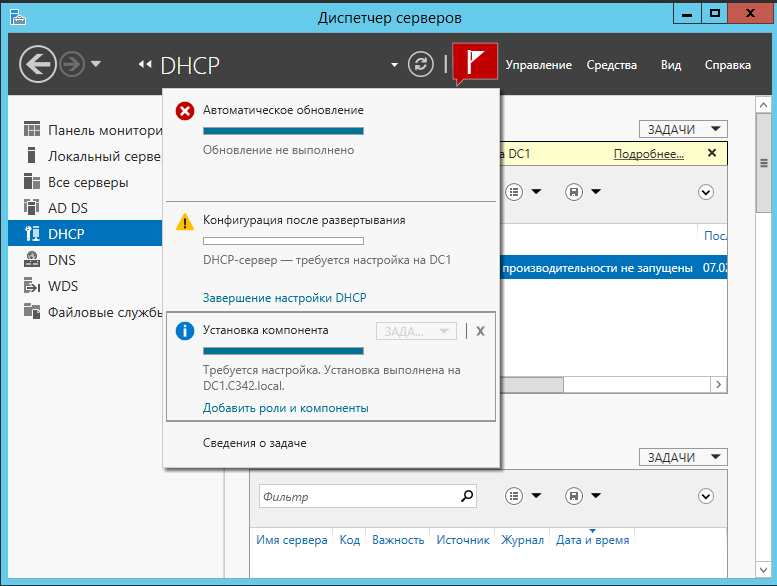 Диспетчер серверов
DHCP
Управление Средства Вид Справка
Автоматическое обновление
Обновление не выполнено
Конфигурация после развертывания
DHCP-сервер — требуется настройка на DC1
Завершение настройки DHCP
Установка компонента
ЗАДА...
X
Требуется настройка. Установка выполнена на
DC1.C342.local.
Добавить роли и компоненты
Сведения о задаче
Панель монитори
Локальный серве
Все серверы
AD DS
DHCP
DNS
WDS
Файловые службы
ЗАДАЧИ
а DC1 Подробнее...
Пос
производительности не запущены 07.0
ЗАДАЧИ
Фильтр
Имя сервера Код Важность Источник Журнал Дата и время